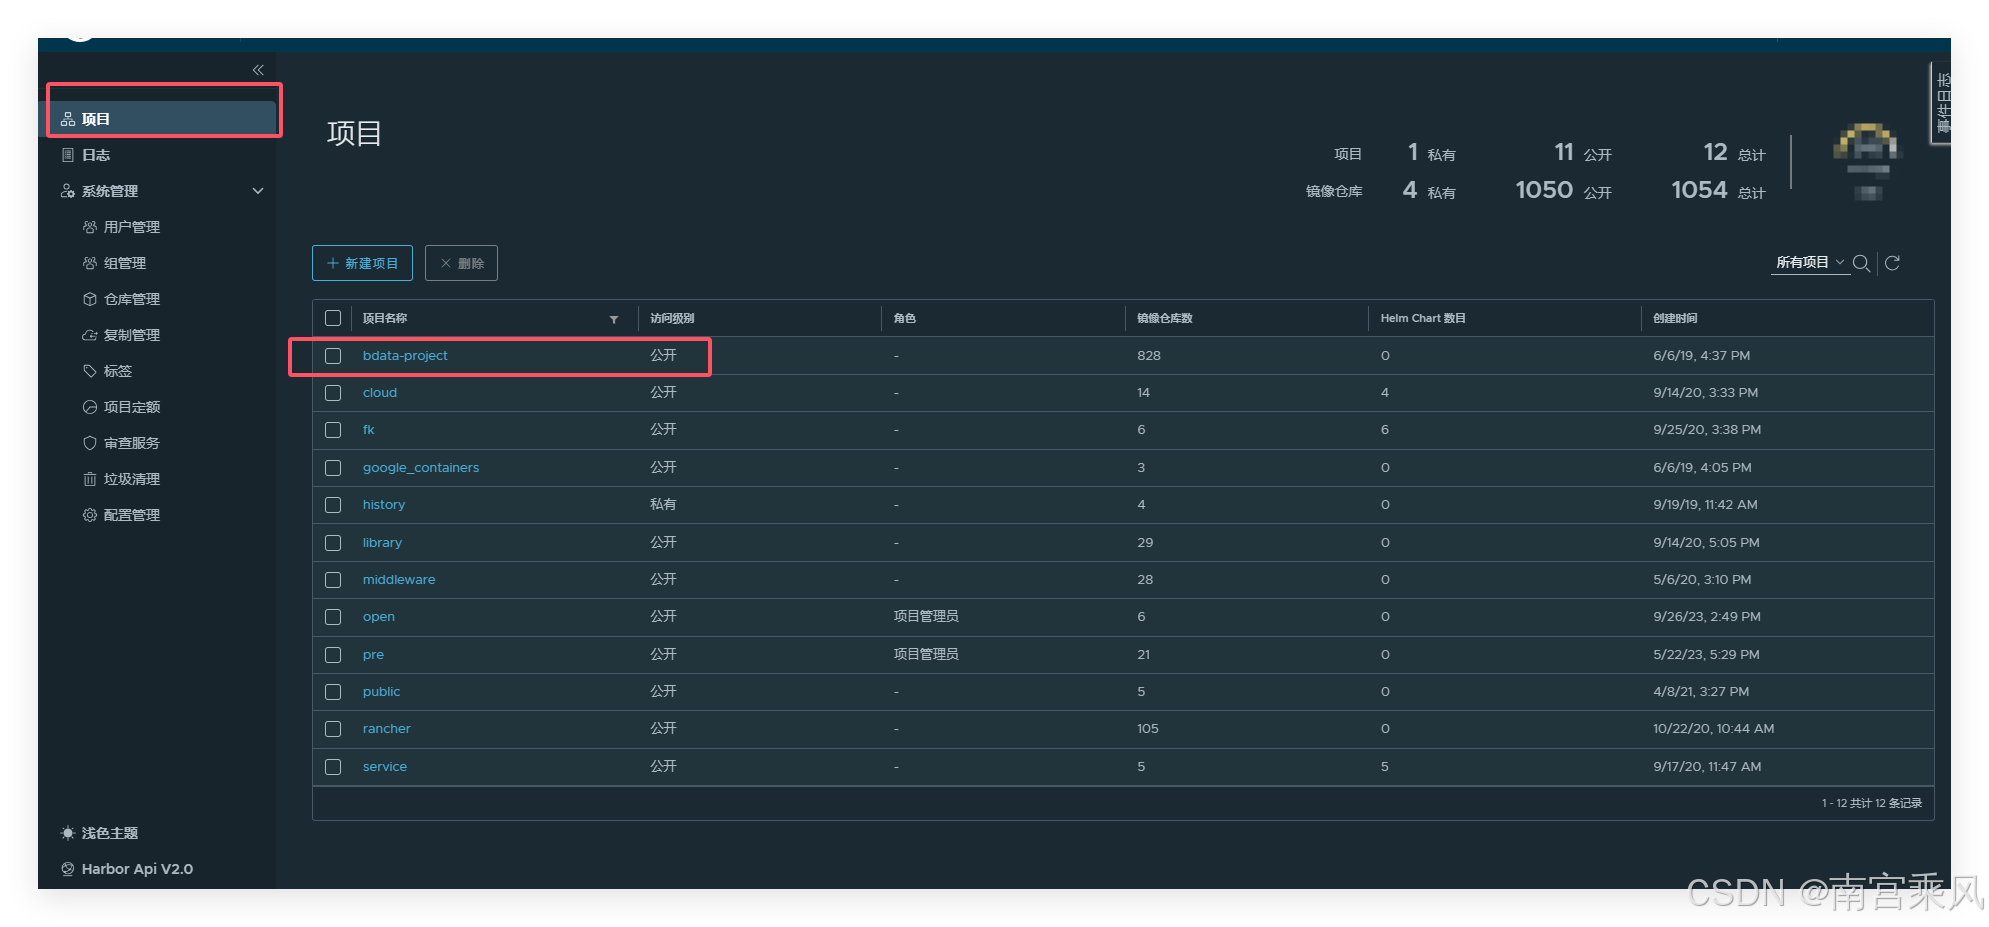 项目
日志
系统管理
用户管理
组管理
仓库管理
复制管理
标签
项目定额
审查服务
垃圾清理
配置管理
浅色主题
Harbor Api V2.0
事件日志
项目
项目 1 私有 11 公开 12 总计
镜像仓库 4 私有 1050 公开 1054 总计
新建项目 删除 所有项目
项目名称 访问级别 角色 镜像仓库数 Helm Chart 数目 创建时间
bdata-project 公开 - 828 0 6/6/19, 4:37 PM
cloud 公开 - 14 4 9/14/20, 3:33 PM
fk 公开 - 6 6 9/25/20, 3:38 PM
google_containers 公开 - 3 0 6/6/19, 4:05 PM
history 私有 - 4 0 9/19/19, 11:42 AM
library 公开 - 29 0 9/14/20, 5:05 PM
middleware 公开 - 28 0 5/6/20, 3:10 PM
open 公开 项目管理员 6 0 9/26/23, 2:49 PM
pre 公开 项目管理员 21 0 5/22/23, 5:29 PM
public 公开 - 5 0 4/8/21, 3:27 PM
rancher 公开 - 105 0 10/22/20, 10:44 AM
service 公开 - 5 5 9/17/20, 11:47 AM
1 - 12 共计 12 条记录
CSDN @南宫乘风